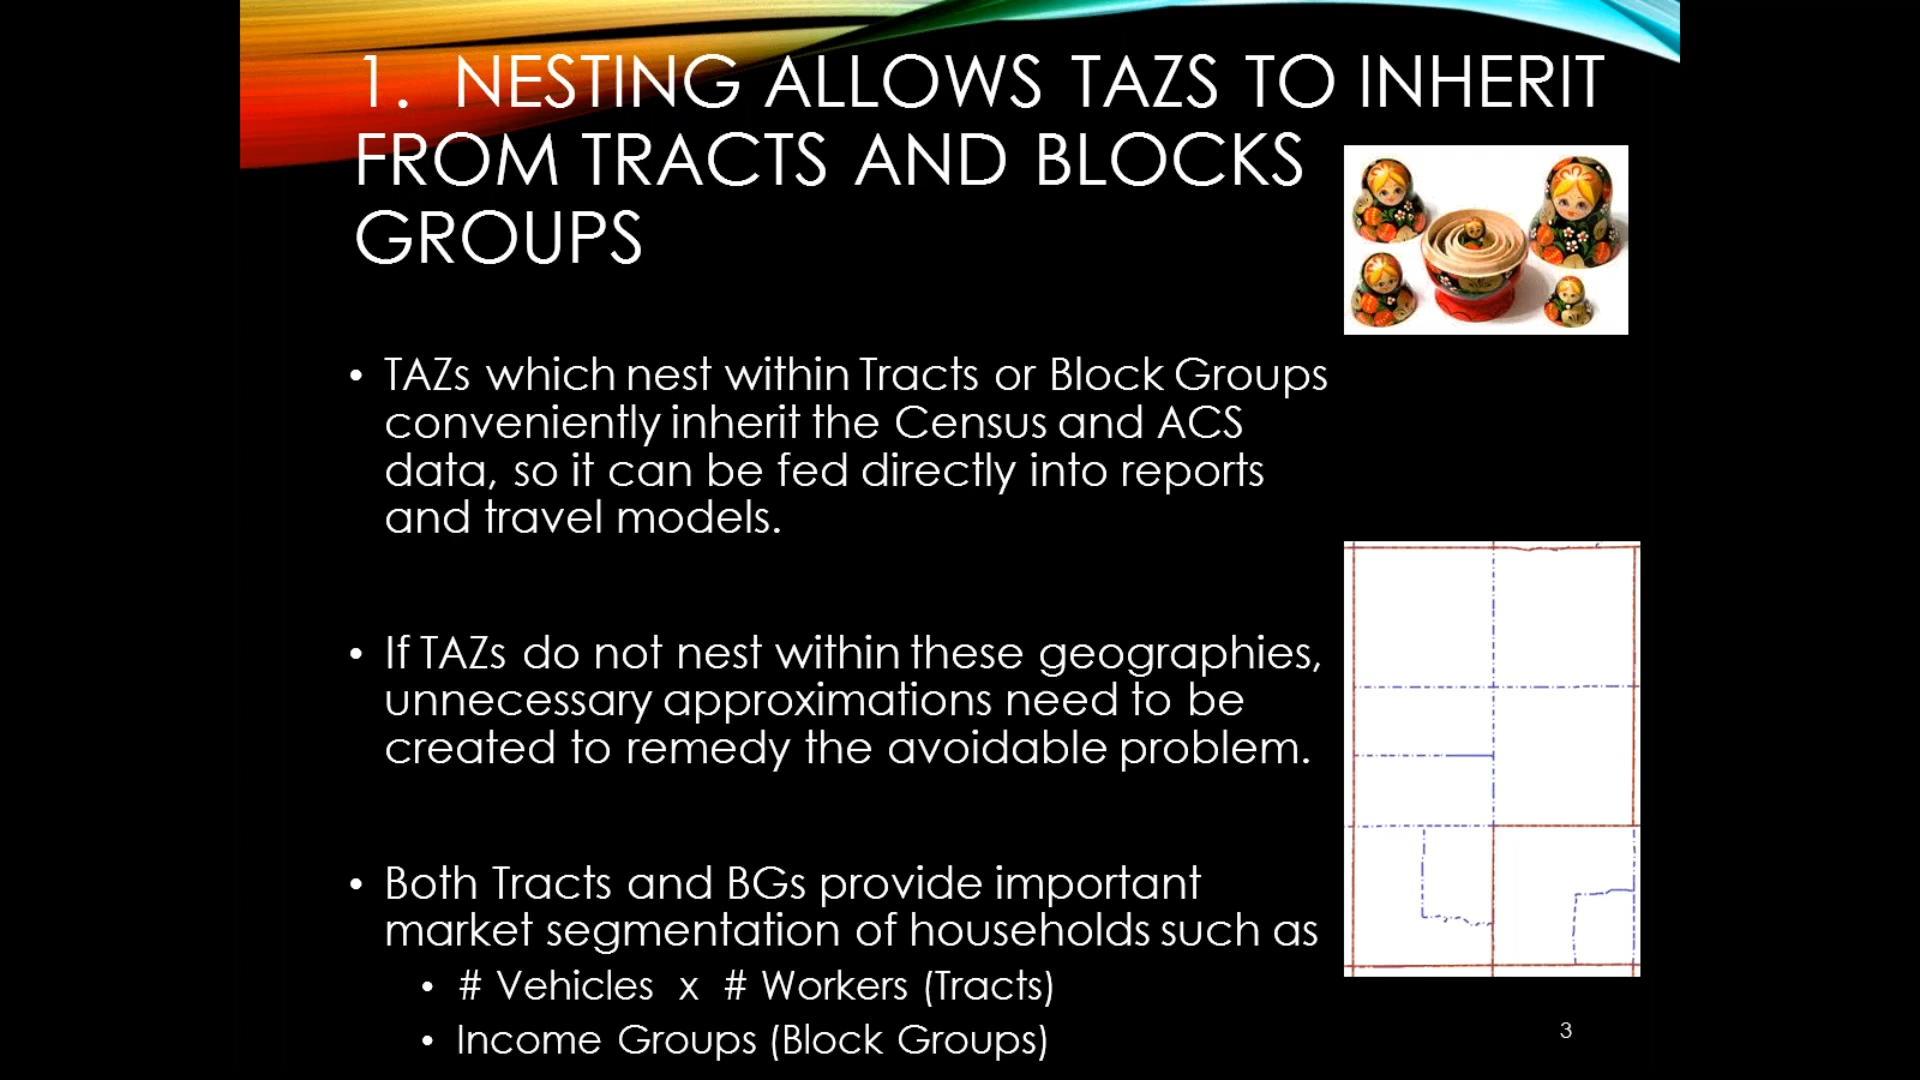 1. NESTING ALLOWS TAZS TO INHERIT
FROM TRACTS AND BLOCKS
GROUPS
• TAZs which nest within Tracts or Block Groups
conveniently inherit the Census and ACS
data, so it can be fed directly into reports
and travel models.
• If TAZs do not nest within these geographies,
unnecessary approximations need to be
created to remedy the avoidable problem.
• Both Tracts and BGs provide important
market segmentation of households such as
• # Vehicles x # Workers (Tracts)
• Income Groups (Block Groups)
3